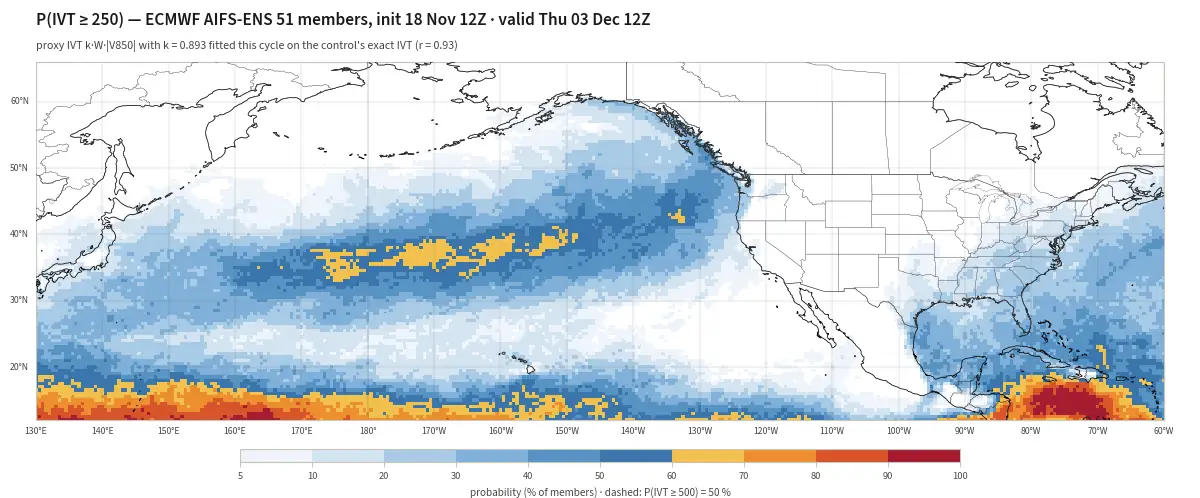 P(IVT ≥ 250) — ECMWF AIFS-ENS 51 members, init 18 Nov 12Z · valid Thu 03 Dec 12Z
proxy IVT k·W·|V850| with k = 0.893 fitted this cycle on the control's exact IVT (r = 0.93)
60°N
50°N
40°N
30°N
20°N
130°E 140°E 150°E 160°E 170°E 180° 170°W 160°W 150°W 140°W 130°W 120°W 110°W 100°W 90°W 80°W 70°W 60°W
5 10 20 30 40 50 60 70 80 90 100
probability (% of members) · dashed: P(IVT ≥ 500) = 50 %